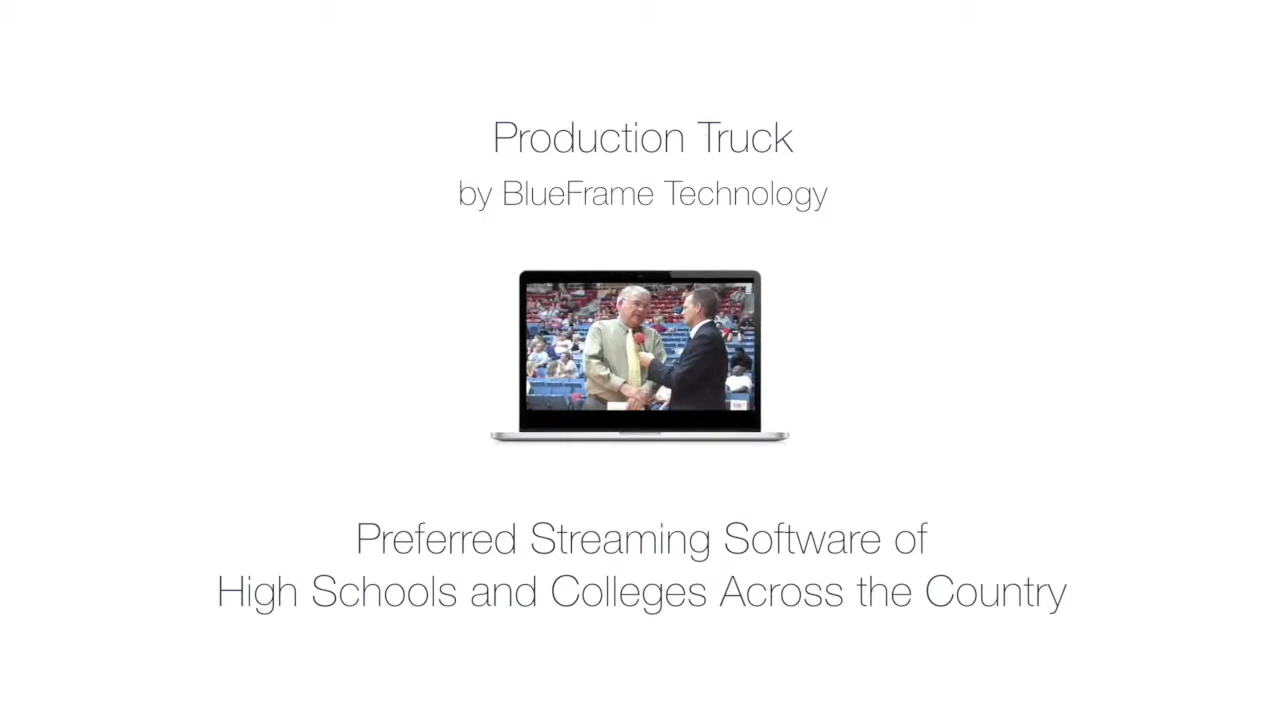 Production Truck
by BlueFrame Technology
Preferred Streaming Software of
High Schools and Colleges Across the Country